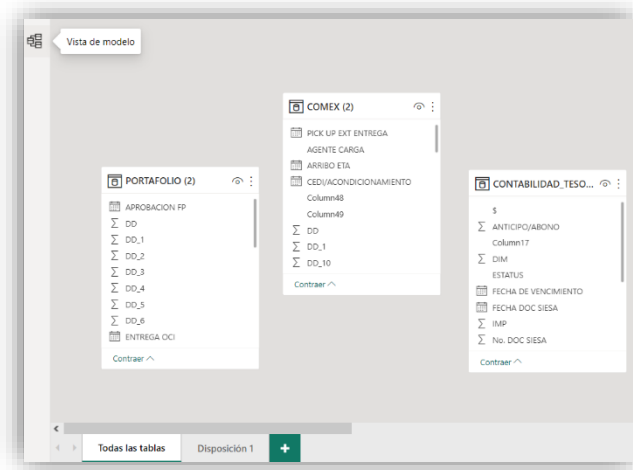 Vista de modelo
PORTAFOLIO (2)
APROBACION FP
DD
DD_1
DD_2
DD_3
DD_4
DD_5
DD_6
ENTREGA OCI
Contraer
COMEX (2)
PICK UP EXT ENTREGA
AGENTE CARGA
ARRIBO ETA
CEDI/ACONDICIONAMIENTO
Column48
Column49
DD
DD_1
DD_10
Contraer
CONTABILIDAD_TESO...
$
ANTICIPO/ABONO
Column17
DIM
ESTATUS
FECHA DE VENCIMIENTO
FECHA DOC SIESA
IMP
No. DOC SIESA
Contraer
Todas las tablas
Disposición 1